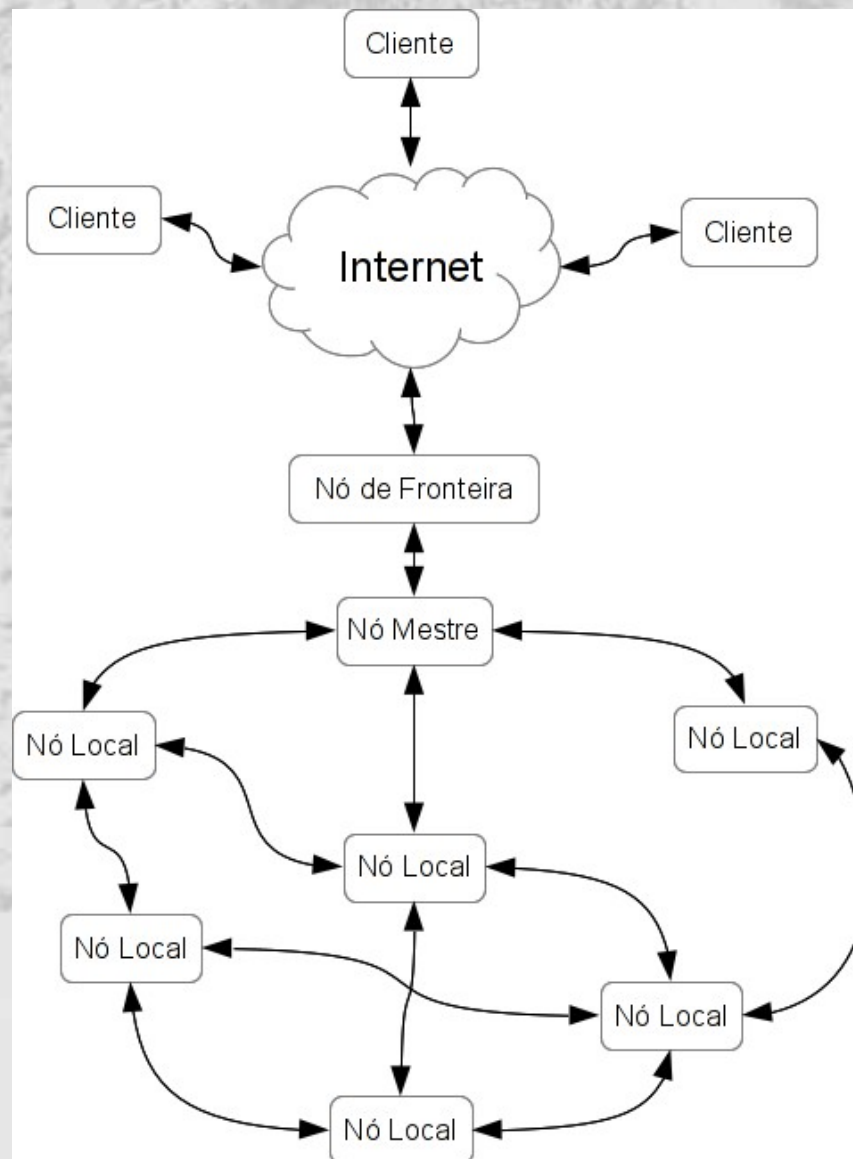 Cliente
Cliente
Cliente
Internet
Nó de Fronteira
Nó Mestre
Nó Local
Nó Local
Nó Local
Nó Local
Nó Local
Nó Local